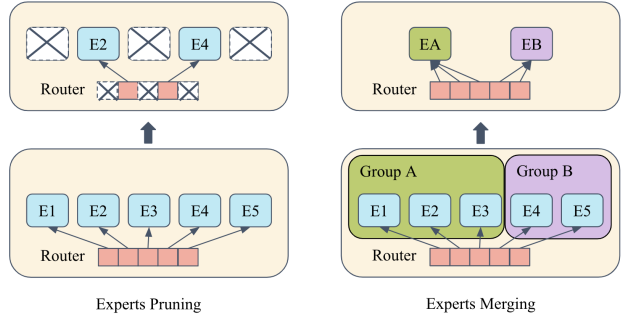 E2 E4
Router
E1 E2 E3 E4 E5
Router
Experts Pruning
EA EB
Router
Group A Group B
E1 E2 E3 E4 E5
Router
Experts Merging